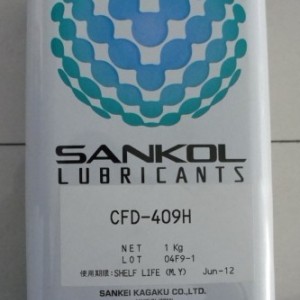 SANKOL
LUBRICANTS
CFD-409H
NET 1 Kg
LOT 04F9-1
使用期限:SHELF LIFE (M.Y) Jun-12
SANKEI KAGAKU CO.,LTD.